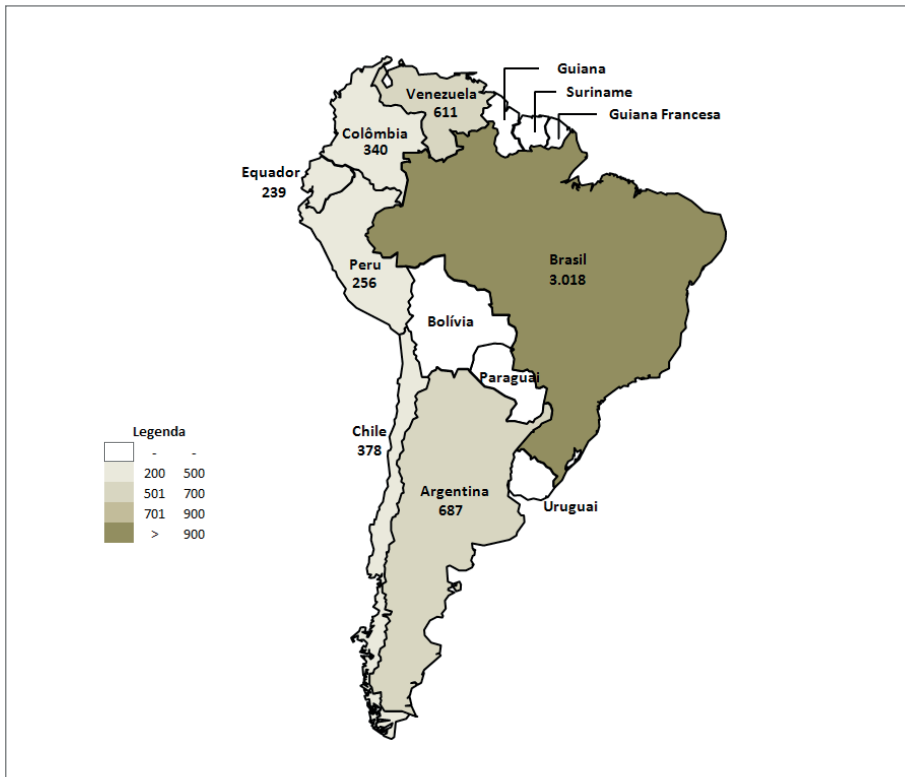 Guiana
Suriname
Guiana Francesa
Venezuela
611
Colômbia
340
Equador
239
Peru
256
Brasil
3.018
Bolívia
Paraguai
Chile
378
Argentina
687
Uruguai
Legenda
- -
200 500
501 700
701 900
> 900